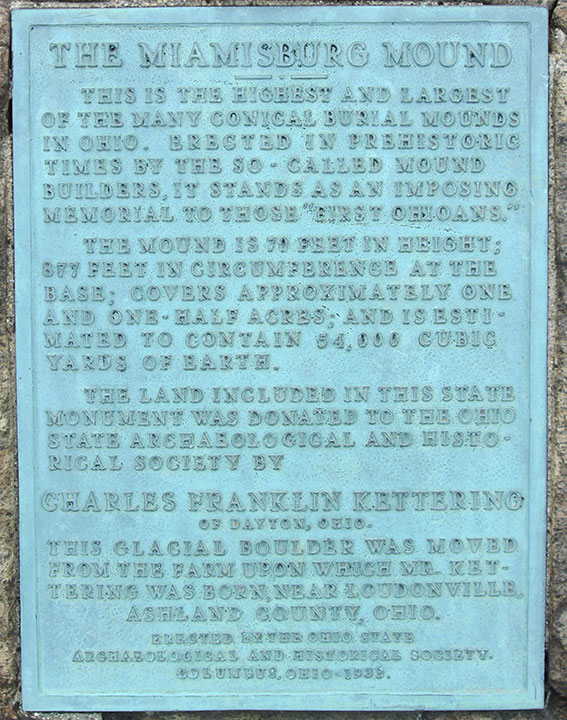 THE MIAMISBURG MOUND
THIS IS THE HIGHEST AND LARGEST
OF THE MANY CONICAL BURIAL MOUNDS
IN OHIO. ERECTED IN PREHISTORIC
TIMES BY THE SO-CALLED MOUND
BUILDERS, IT STANDS AS AN IMPOSING
MEMORIAL TO THOSE "FIRST OHIOANS."
THE MOUND IS 70 FEET IN HEIGHT;
877 FEET IN CIRCUMFERENCE AT THE
BASE; COVERS APPROXIMATELY ONE
AND ONE-HALF ACRES; AND IS ESTI-
MATED TO CONTAIN 54,000 CUBIC
YARDS OF EARTH.
THE LAND INCLUDED IN THIS STATE
MONUMENT WAS DONATED TO THE OHIO
STATE ARCHAEOLOGICAL AND HISTO-
RICAL SOCIETY BY
CHARLES FRANKLIN KETTERING
OF DAYTON, OHIO.
THIS GLACIAL BOULDER WAS MOVED
FROM THE FARM UPON WHICH MR. KET-
TERING WAS BORN, NEAR LOUDONVILLE,
ASHLAND COUNTY, OHIO.
ERECTED BY THE OHIO STATE
ARCHAEOLOGICAL AND HISTORICAL SOCIETY.
COLUMBUS, OHIO-